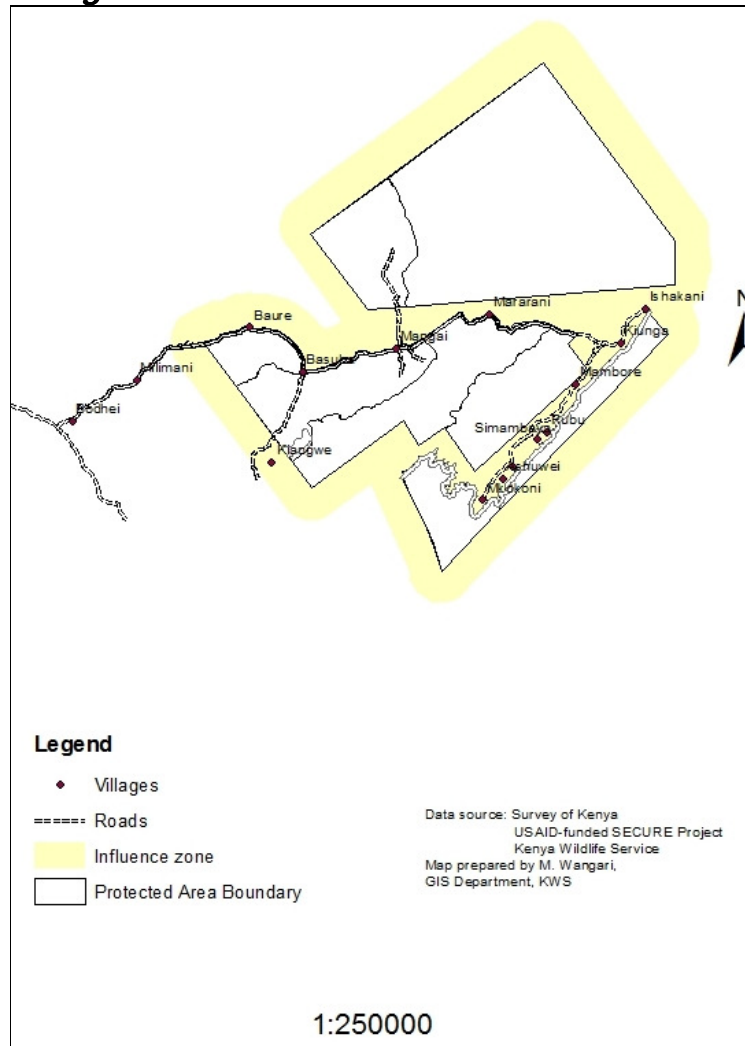 N
Ishakani
Mararani
Baure
Kiunga
Mangai
Basuba
Milimani
Mambore
Bodhei
Rubu
Simambaya
Kiangwe
Mkokoni
Legend
Villages
Roads
Influence zone
Protected Area Boundary
Data source: Survey of Kenya
USAID-funded SECURE Project
Kenya Wildlife Service
Map prepared by M. Wangari,
GIS Department, KWS
1:250000